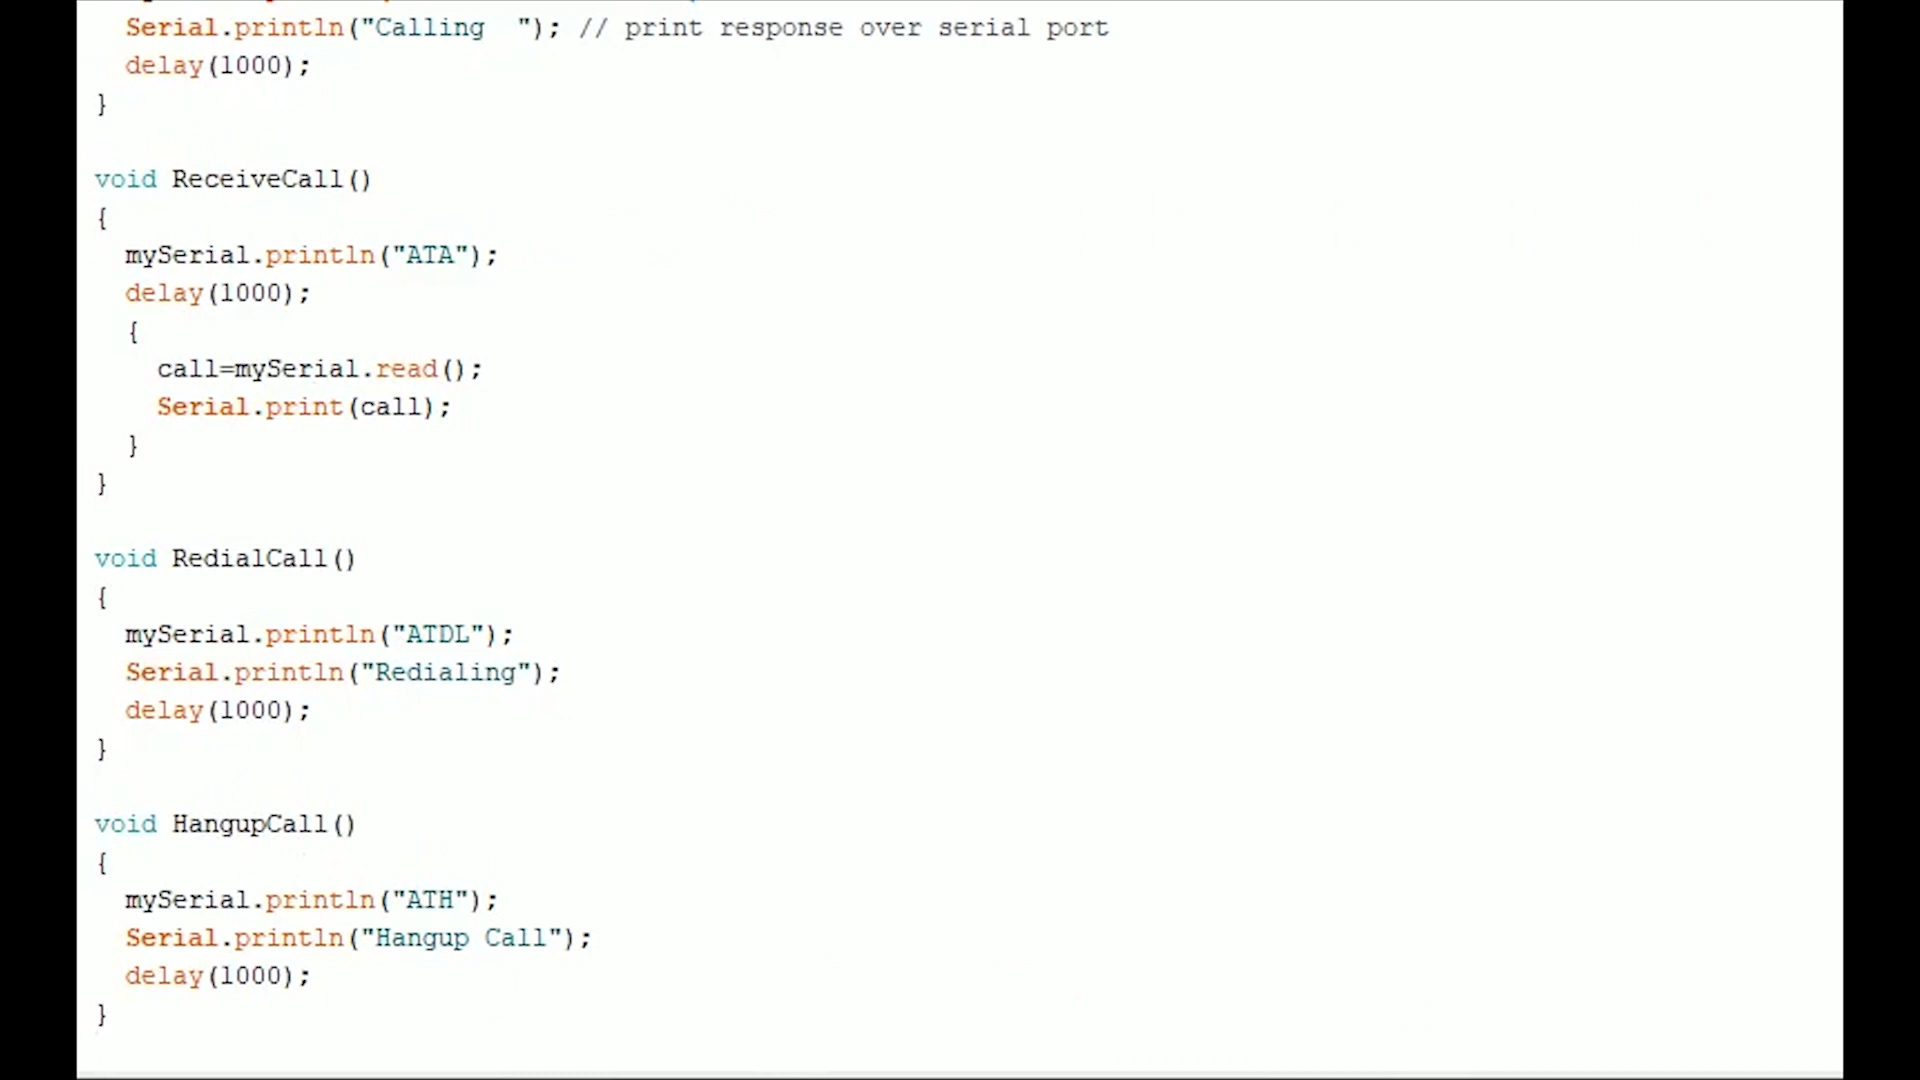 Serial.println("Calling  "); // print response over serial port
delay(1000);
}
void ReceiveCall()
{
mySerial.println("ATA");
delay(1000);
{
call=mySerial.read();
Serial.print(call);
}
}
void RedialCall()
{
mySerial.println("ATDL");
Serial.println("Redialing");
delay(1000);
}
void HangupCall()
{
mySerial.println("ATH");
Serial.println("Hangup Call");
delay(1000);
}